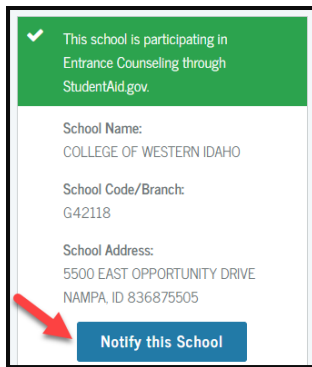 This school is participating in
Entrance Counseling through
StudentAid.gov.
School Name:
COLLEGE OF WESTERN IDAHO
School Code/Branch:
G42118
School Address:
5500 EAST OPPORTUNITY DRIVE
NAMPA, ID 836875505
Notify this School